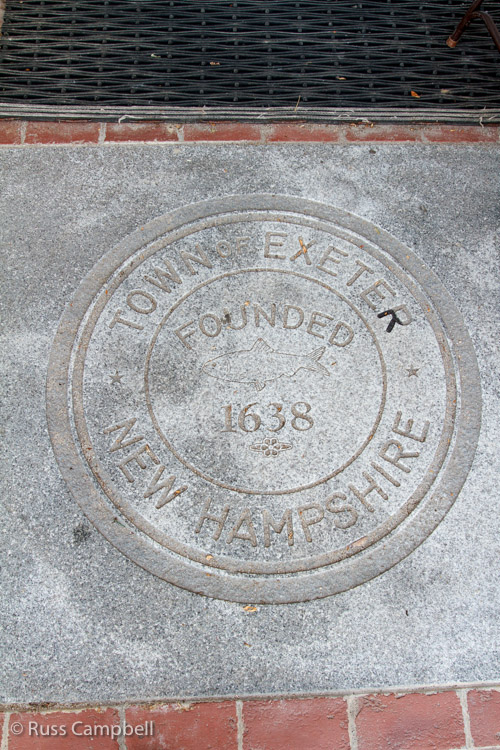 TOWN OF EXETER
FOUNDED
1638
NEW HAMPSHIRE
© Russ Campbell